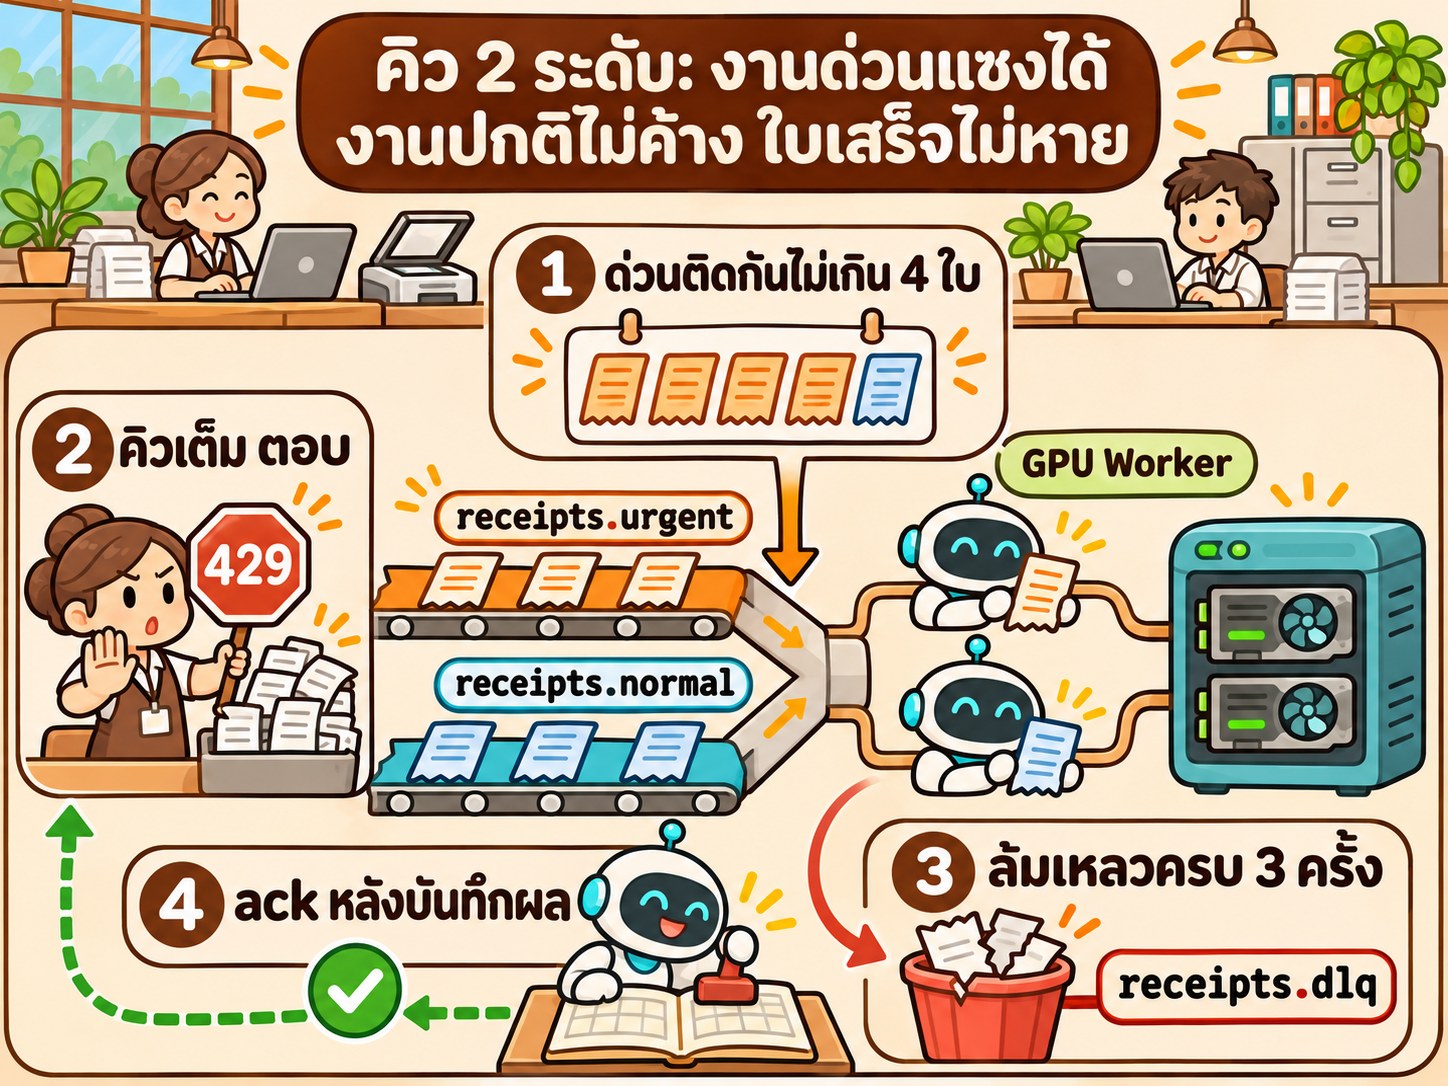 คิว 2 ระดับ: งานด่วนแซงได้
งานปกติไม่ค้าง ใบเสร็จไม่หาย
1 ด่วนติดกันไม่เกิน 4 ใบ
2 คิวเต็ม ตอบ
429
receipts.urgent
receipts.normal
GPU Worker
3 ล้มเหลวครบ 3 ครั้ง
receipts.dlq
4 ack หลังบันทึกผล